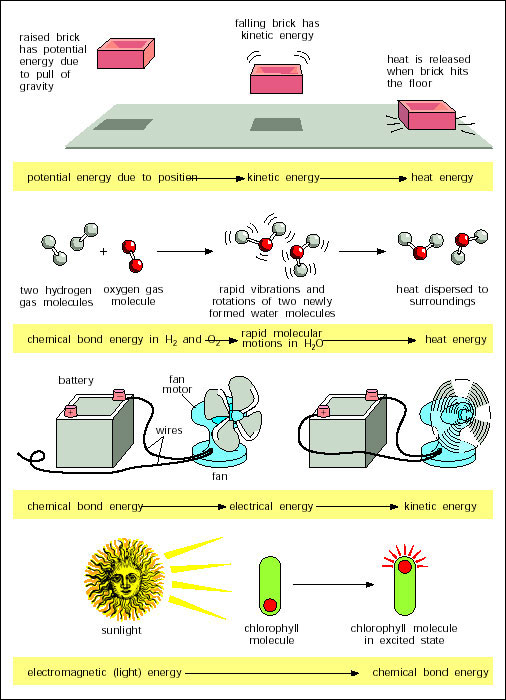 raised brick
has potential
energy due
to pull of
gravity
falling brick has
kinetic energy
heat is released
when brick hits
the floor
potential energy due to position kinetic energy heat energy
+
two hydrogen
gas molecules
oxygen gas
molecule
rapid vibrations and
rotations of two newly
formed water molecules
heat dispersed to
surroundings
chemical bond energy in H2 and O2
rapid molecular
motions in H2O
heat energy
battery
fan
motor
+
–
wires
fan
+
–
chemical bond energy electrical energy kinetic energy
sunlight
chlorophyll
molecule
chlorophyll molecule
in excited state
electromagnetic (light) energy chemical bond energy